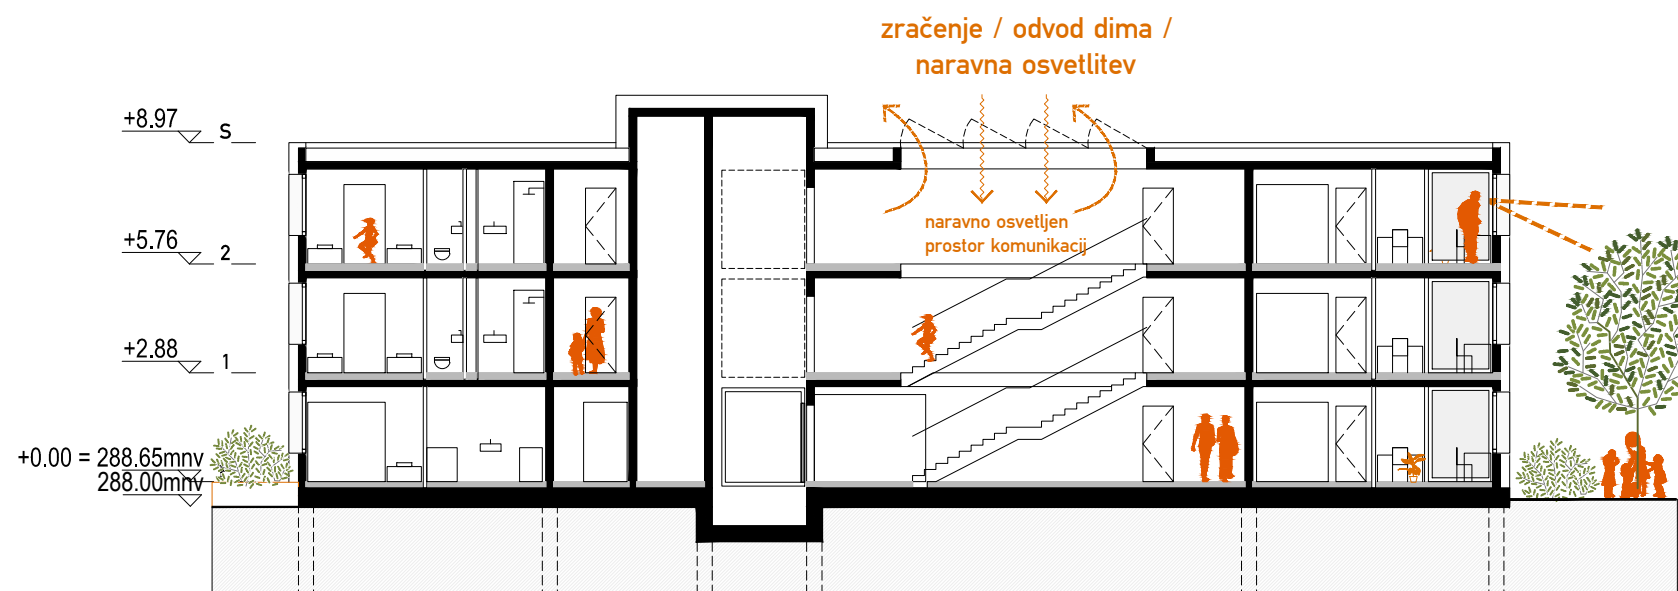 zračenje / odvod dima /
naravna osvetlitev
+8.97 S
naravno osvetljen
prostor komunikacij
+5.76 2
+2.88 1
+0.00 = 288.65mnv
288.00mnv